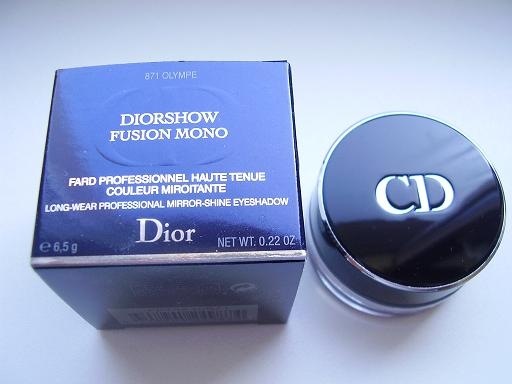 871 OLYMPE
DIORSHOW
FUSION MONO
FARD PROFESSIONNEL HAUTE TENUE
COULEUR MIROITANTE
LONG-WEAR PROFESSIONAL MIRROR-SHINE EYESHADOW
Dior
e 6,5 g
NET WT. 0.22 OZ
CD